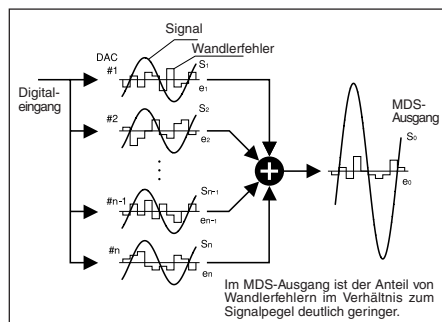 Signal
DAC
Wandlerfehler
#1
S1
e1
Digital-
eingang
#2
S2
e2
MDS-
Ausgang
S0
e0
#n-1
Sn-1
en-1
#n
Sn
en
Im MDS-Ausgang ist der Anteil von
Wandlerfehlern im Verhältnis zum
Signalpegel deutlich geringer.